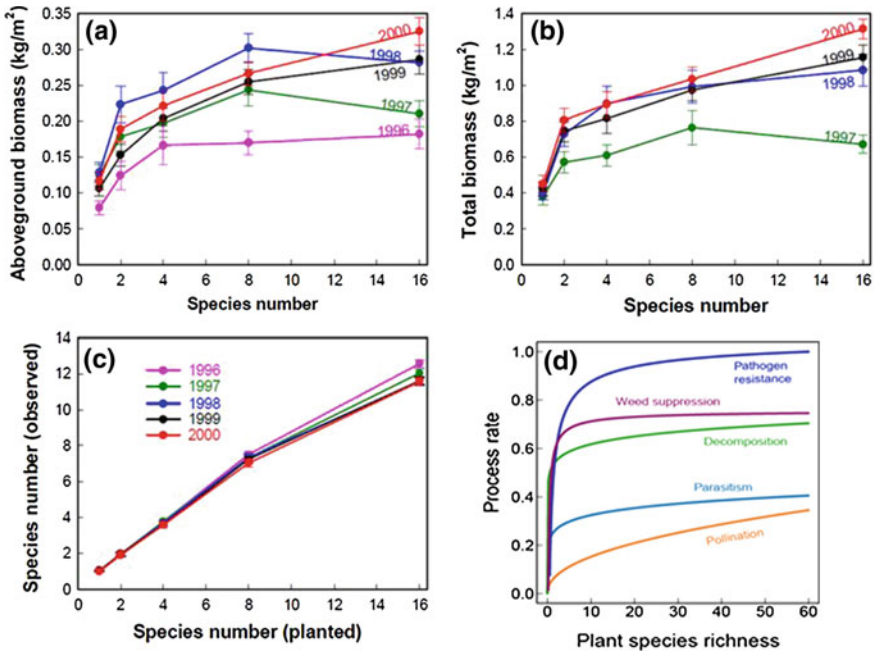 (a)
Aboveground biomass (kg/m²)
0.35
0.30
0.25
0.20
0.15
0.10
0.05
0.00
2000
1998
1999
1997
1996
0 2 4 6 8 10 12 14 16
Species number
(b)
Total biomass (kg/m²)
1.4
1.2
1.0
0.8
0.6
0.4
0.2
0.0
2000
1999
1998
1997
0 2 4 6 8 10 12 14 16
Species number
(c)
Species number (observed)
14
12
10
8
6
4
2
0
1996
1997
1998
1999
2000
0 2 4 6 8 10 12 14 16
Species number (planted)
(d)
Process rate
1.0
0.8
0.6
0.4
0.2
0.0
Pathogen
resistance
Weed suppression
Decomposition
Parasitism
Pollination
0 10 20 30 40 50 60
Plant species richness